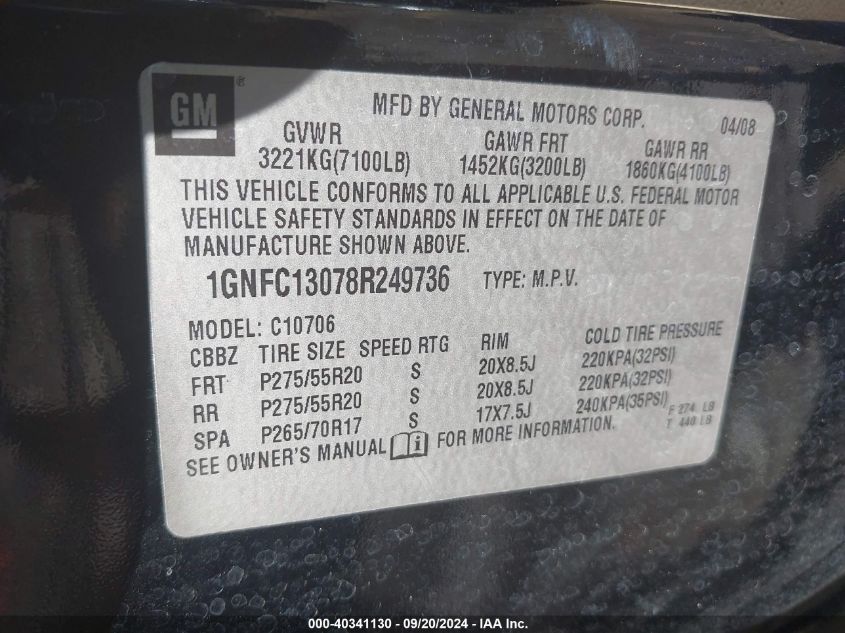 GM ®
MFD BY GENERAL MOTORS CORP. 04/08
GVWR GAWR FRT GAWR RR
3221KG(7100LB) 1452KG(3200LB) 1860KG(4100LB)
THIS VEHICLE CONFORMS TO ALL APPLICABLE U.S. FEDERAL MOTOR
VEHICLE SAFETY STANDARDS IN EFFECT ON THE DATE OF
MANUFACTURE SHOWN ABOVE.
1GNFC13078R249736 TYPE: M.P.V.
MODEL: C10706
CBBZ TIRE SIZE SPEED RTG RIM COLD TIRE PRESSURE
FRT P275/55R20 S 20X8.5J 220KPA(32PSI)
RR P275/55R20 S 20X8.5J 220KPA(32PSI)
SPA P265/70R17 S 17X7.5J 240KPA(35PSI) F 274 LB
SEE OWNER'S MANUAL i FOR MORE INFORMATION. T 440 LB
000-40341130 - 09/20/2024 - IAA Inc.